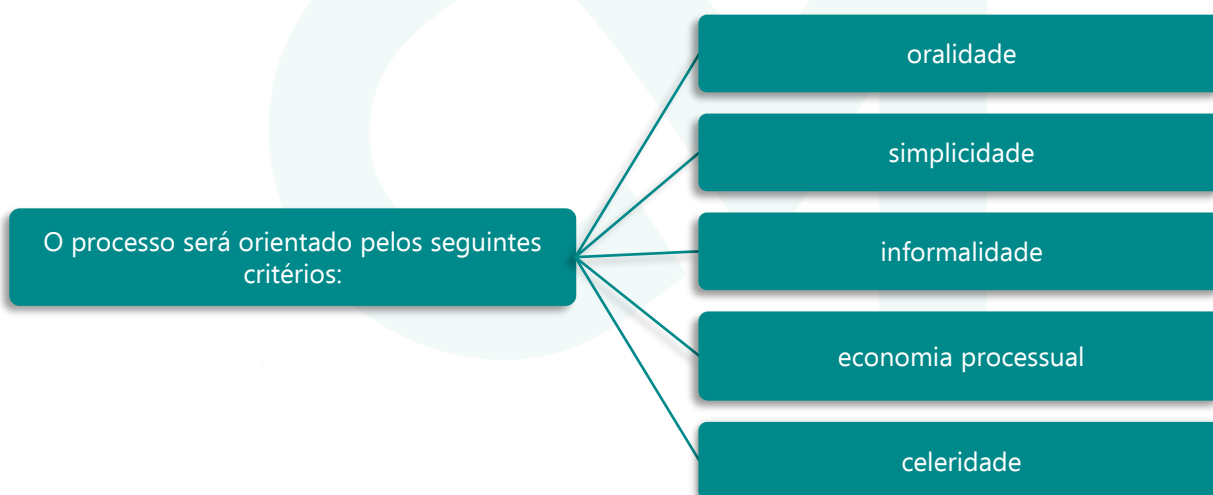 O processo será orientado pelos seguintes
critérios:
oralidade
simplicidade
informalidade
economia processual
celeridade